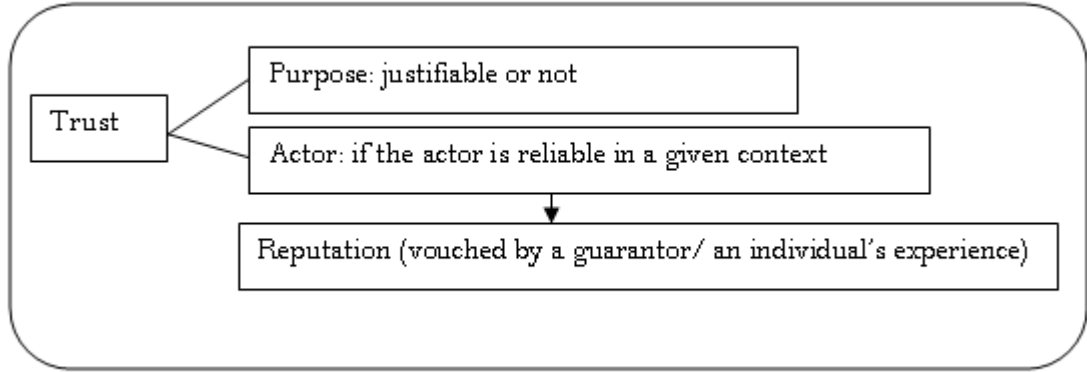 Purpose: justifiable or not
Trust
Actor: if the actor is reliable in a given context
Reputation (vouched by a guarantor/ an individual's experience)